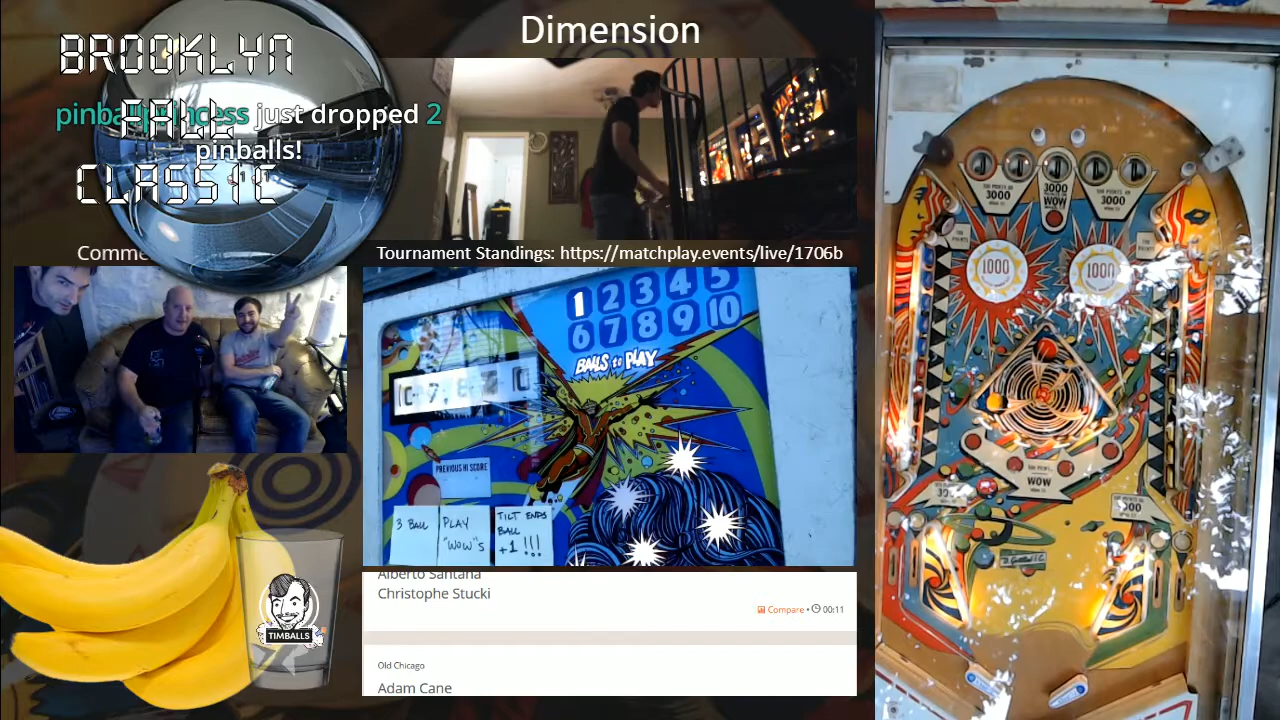 Dimension
BROOKLYN
FALL
CLASSIC
just dropped 2
pinballs!
Tournament Standings: https://matchplay.events/live/1706b
1 2 3 4 5
6 7 8 9 10
BALLS to PLAY
PREVIOUS HI SCORE
3 BALL
PLAY
"WOW"S
TILT ENDS
BALL
+1 !!!
TIMBALLS
Alberto Santana
Christophe Stucki
Compare • 00:11
Old Chicago
Adam Cane
3000
3000
WOW
3000
1000
1000
WOW